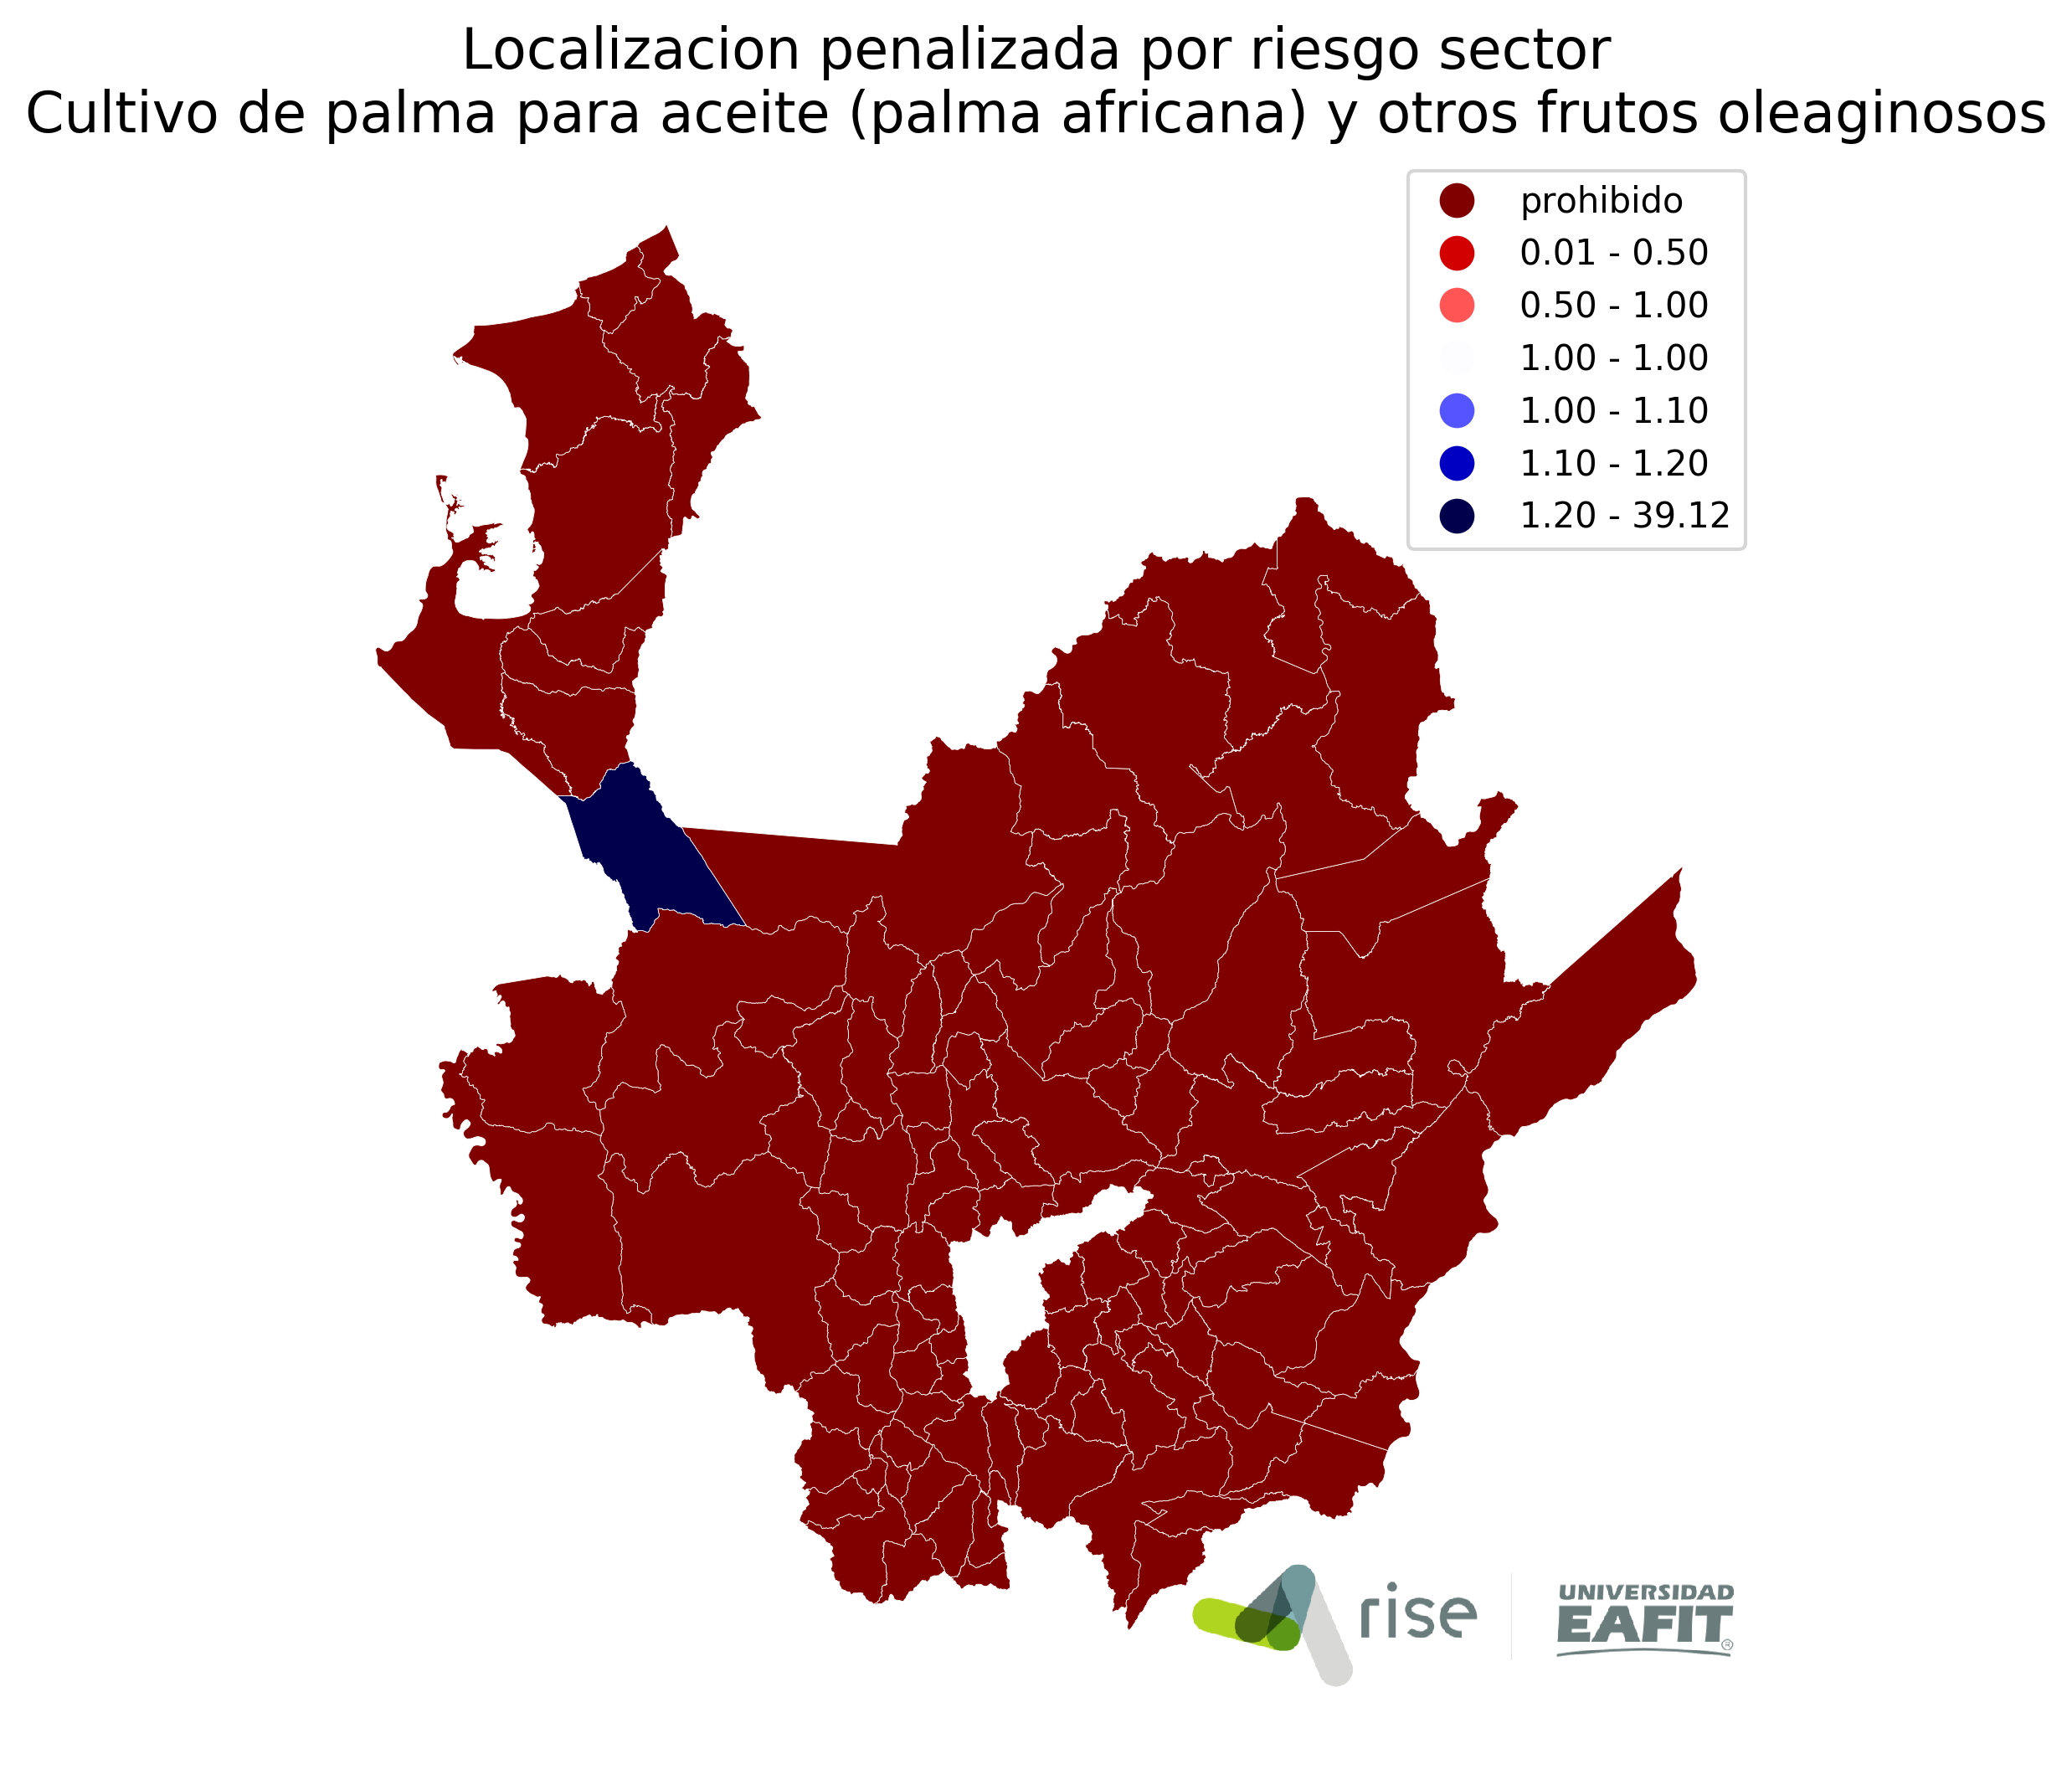 Localizacion penalizada por riesgo sector
Cultivo de palma para aceite (palma africana) y otros frutos oleaginosos
prohibido
0.01 - 0.50
0.50 - 1.00
1.00 - 1.00
1.00 - 1.10
1.10 - 1.20
1.20 - 39.12
rise
UNIVERSIDAD
EAFIT®